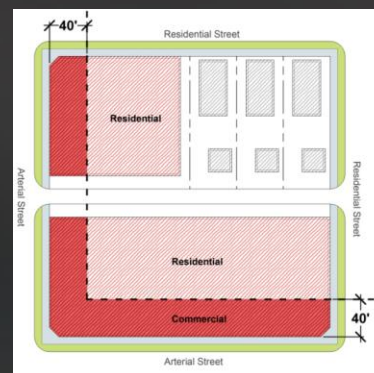 40'
Residential Street
Residential
Arterial Street
Residential Street
Residential
Commercial
40'
Arterial Street